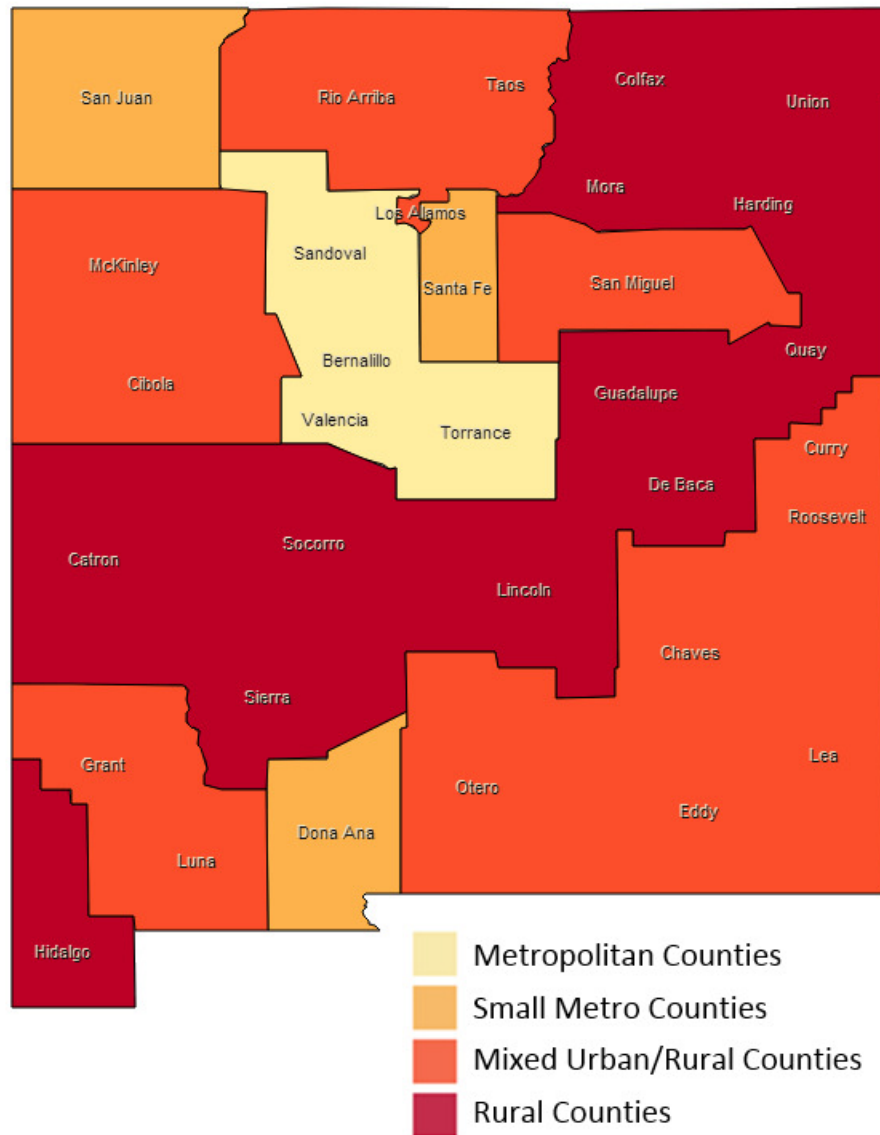 San Juan
Rio Arriba
Taos
Colfax
Union
Mora
Harding
Los Alamos
Sandoval
McKinley
Santa Fe
San Miguel
Quay
Bernalillo
Cibola
Guadalupe
Valencia
Torrance
Curry
De Baca
Roosevelt
Socorro
Catron
Lincoln
Chaves
Sierra
Lea
Grant
Otero
Eddy
Dona Ana
Luna
Hidalgo
Metropolitan Counties
Small Metro Counties
Mixed Urban/Rural Counties
Rural Counties